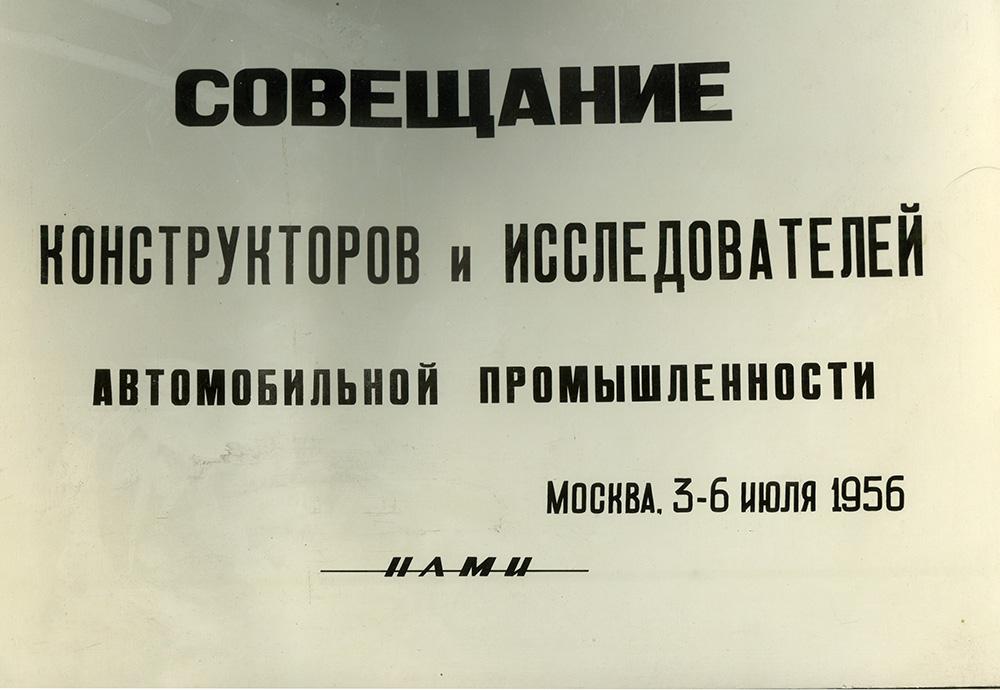 СОВЕЩАНИЕ
КОНСТРУКТОРОВ и ИССЛЕДОВАТЕЛЕЙ
АВТОМОБИЛЬНОЙ ПРОМЫШЛЕННОСТИ
МОСКВА, 3-6 ИЮЛЯ 1956
НАМИ